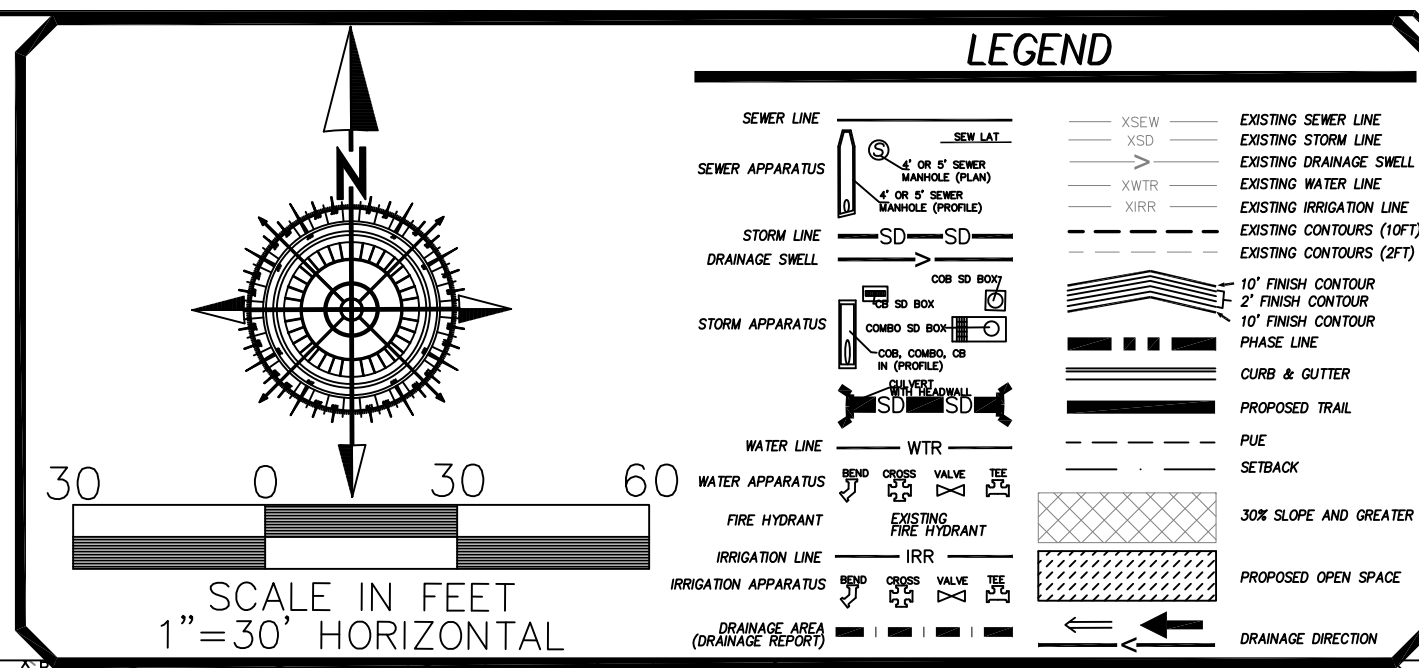 LEGEND
N
30 0 30 60
SCALE IN FEET
1"=30' HORIZONTAL
SEWER LINE
SEW LAT
SEWER APPARATUS
S
4' OR 5' SEWER
MANHOLE (PLAN)
4' OR 5' SEWER
MANHOLE (PROFILE)
STORM LINE
SD SD
DRAINAGE SWELL
COB SD BOX
CB SD BOX
STORM APPARATUS
COMBO SD BOX
COB, COMBO, CB
IN (PROFILE)
CULVERT
WITH HEADWALL
SD SD
WATER LINE
WTR
WATER APPARATUS
BEND CROSS VALVE TEE
FIRE HYDRANT
EXISTING
FIRE HYDRANT
IRRIGATION LINE
IRR
IRRIGATION APPARATUS
BEND CROSS VALVE TEE
DRAINAGE AREA
(DRAINAGE REPORT)
XSEW EXISTING SEWER LINE
XSD EXISTING STORM LINE
EXISTING DRAINAGE SWELL
XWTR EXISTING WATER LINE
XIRR EXISTING IRRIGATION LINE
EXISTING CONTOURS (10FT)
EXISTING CONTOURS (2FT)
10' FINISH CONTOUR
2' FINISH CONTOUR
10' FINISH CONTOUR
PHASE LINE
CURB & GUTTER
PROPOSED TRAIL
PUE
SETBACK
30% SLOPE AND GREATER
PROPOSED OPEN SPACE
DRAINAGE DIRECTION